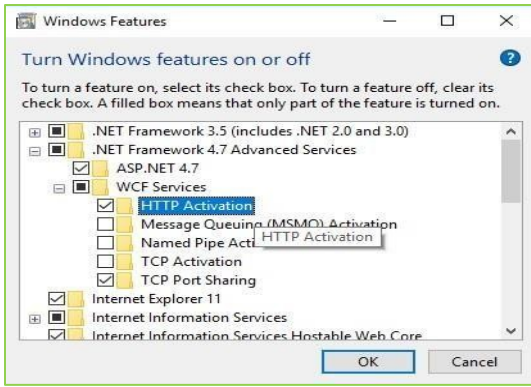 Windows Features
Turn Windows features on or off
To turn a feature on, select its check box. To turn a feature off, clear its
check box. A filled box means that only part of the feature is turned on.
.NET Framework 3.5 (includes .NET 2.0 and 3.0)
.NET Framework 4.7 Advanced Services
ASP.NET 4.7
WCF Services
HTTP Activation
Message Queuing (MSMQ) Activation
Named Pipe Acti
HTTP Activation
TCP Activation
TCP Port Sharing
Internet Explorer 11
Internet Information Services
Internet Information Services Hostable Web Core
OK
Cancel